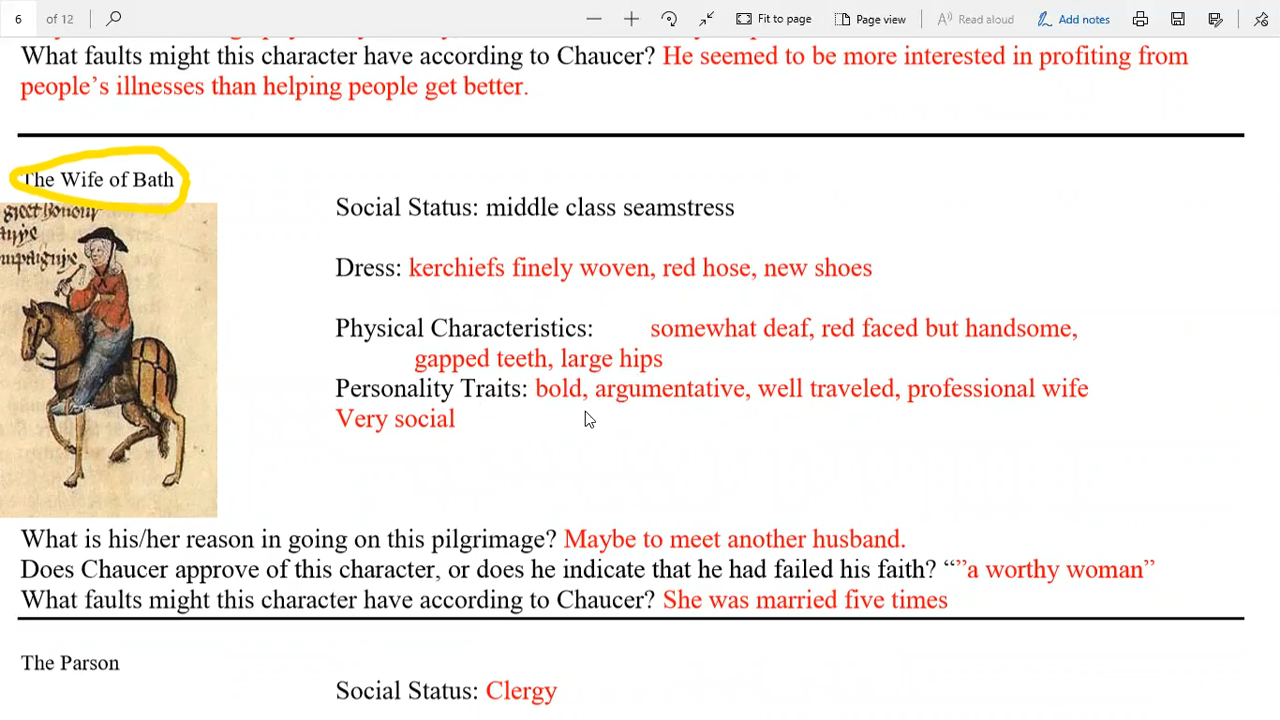 6 of 12 Fit to page Page view Read aloud Add notes
What faults might this character have according to Chaucer? He seemed to be more interested in profiting from
people's illnesses than helping people get better.
The Wife of Bath
Social Status: middle class seamstress
Dress: kerchiefs finely woven, red hose, new shoes
Physical Characteristics: somewhat deaf, red faced but handsome,
gapped teeth, large hips
Personality Traits: bold, argumentative, well traveled, professional wife
Very social
What is his/her reason in going on this pilgrimage? Maybe to meet another husband.
Does Chaucer approve of this character, or does he indicate that he had failed his faith? “”a worthy woman”
What faults might this character have according to Chaucer? She was married five times
The Parson
Social Status: Clergy